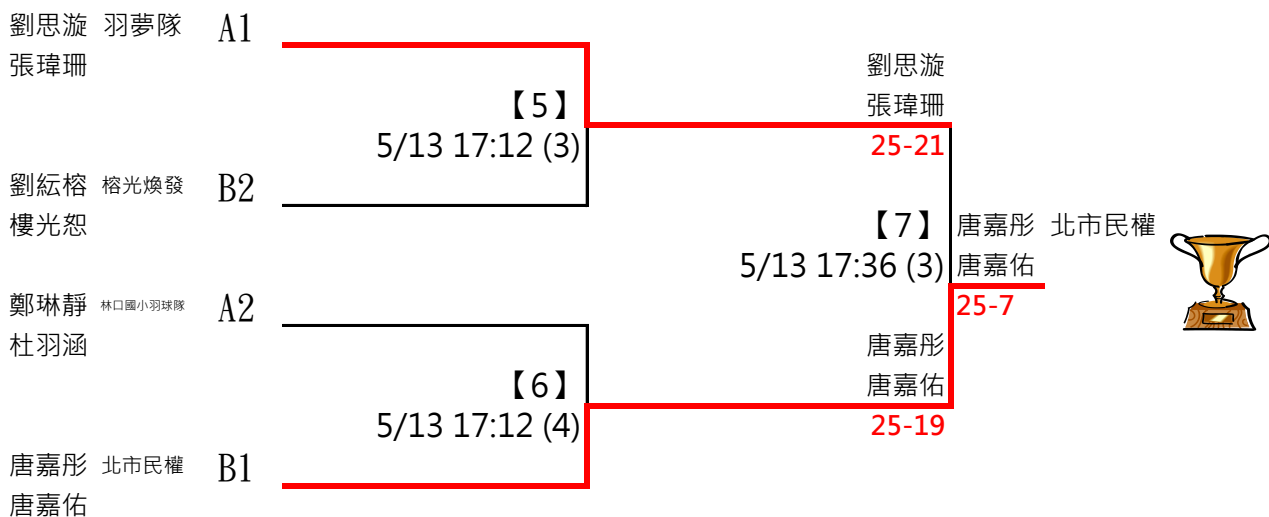 劉思漩 羽夢隊 A1
張瑋珊
劉思漩
張瑋珊
【5】
5/13 17:12 (3)
25-21
劉紜榕 榕光煥發 B2
樓光恕
【7】
5/13 17:36 (3)
唐嘉彤 北市民權
唐嘉佑
25-7
鄭琳靜 林口國小羽球隊 A2
杜羽涵
唐嘉彤
唐嘉佑
【6】
5/13 17:12 (4)
25-19
唐嘉彤 北市民權 B1
唐嘉佑